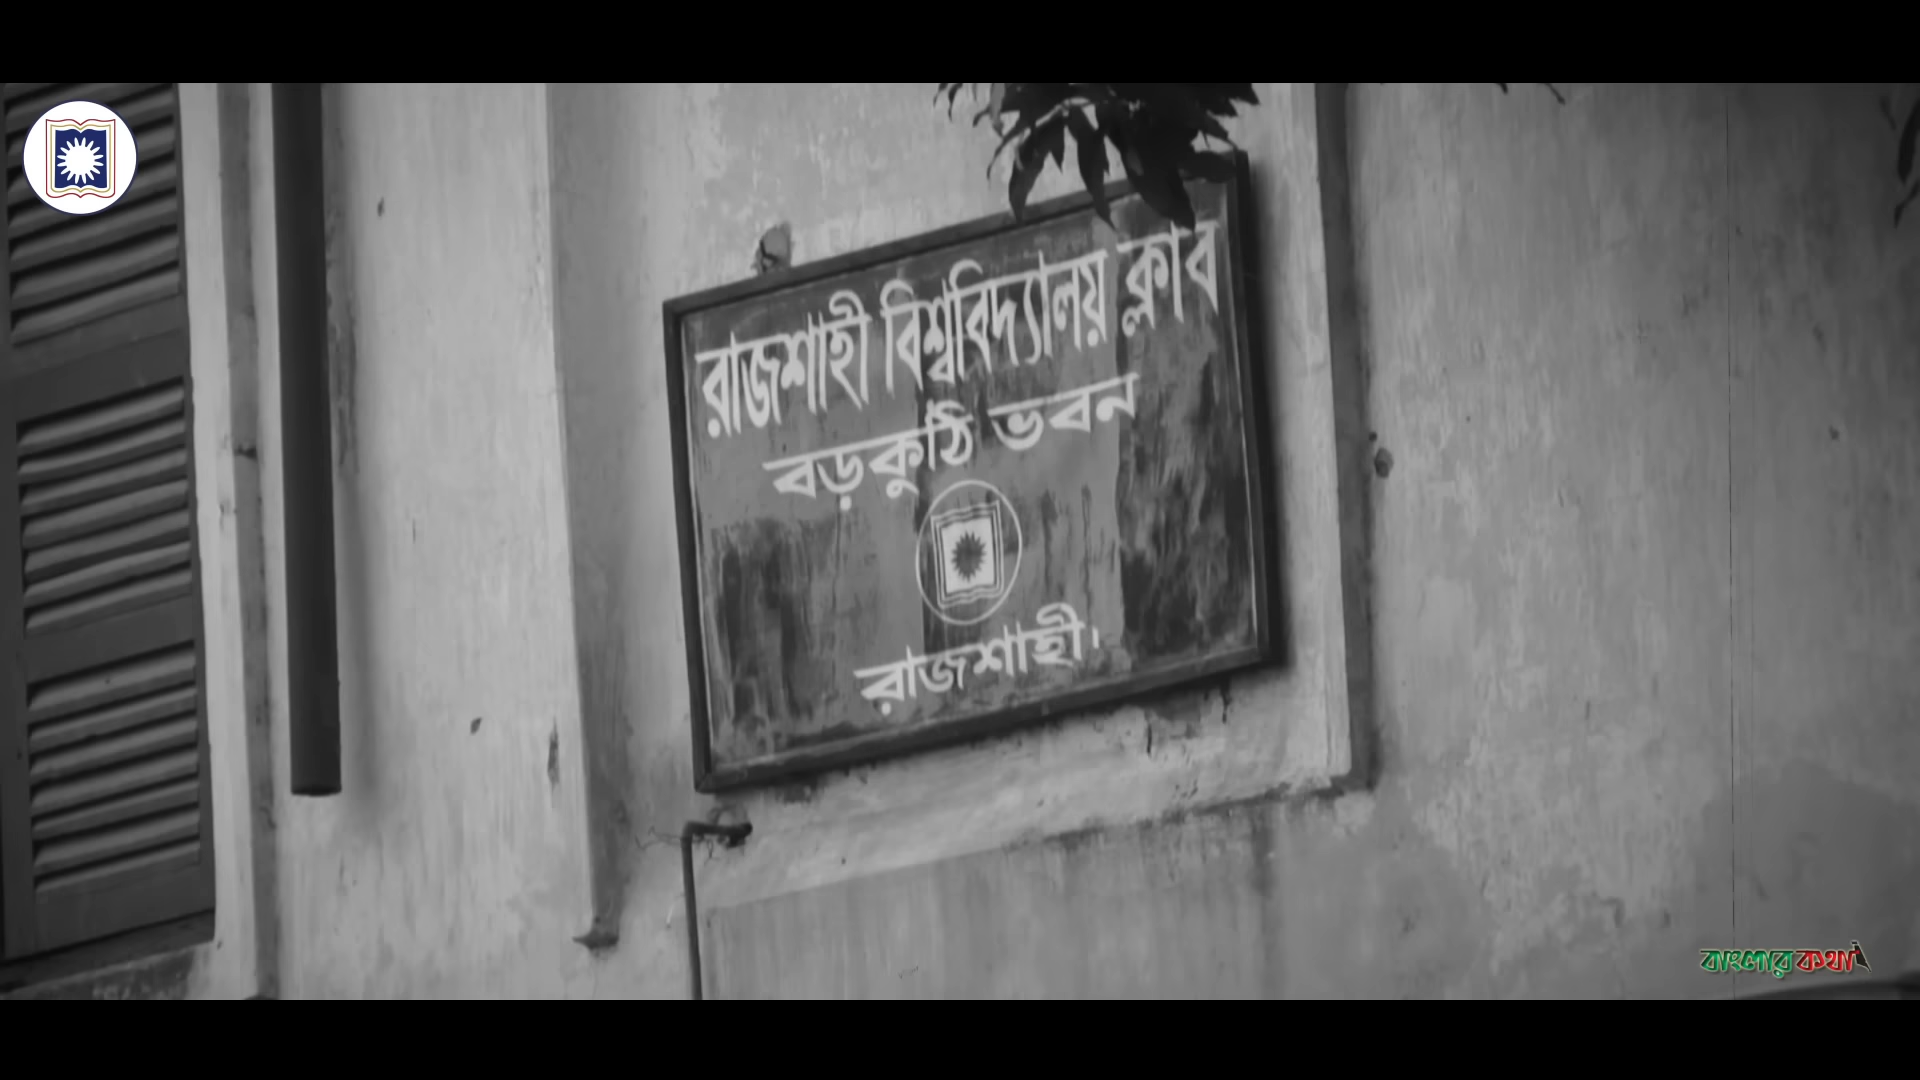 রাজশাহী বিশ্ববিদ্যালয় ক্লাব
বড়কুঠি ভবন
রাজশাহী।
বাংলার কথা